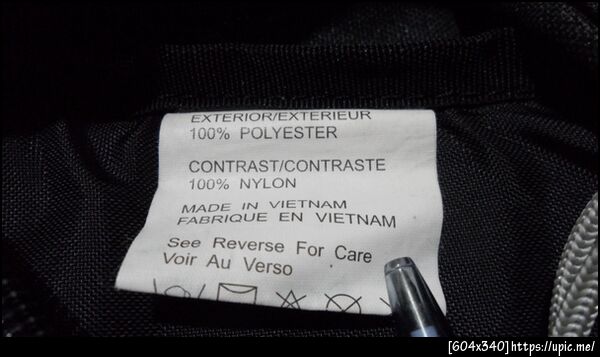 EXTERIOR/EXTERIEUR
100% POLYESTER
CONTRAST/CONTRASTE
100% NYLON
MADE IN VIETNAM
FABRIQUE EN VIETNAM
See Reverse For Care
Voir Au Verso
[604x340]https://upic.me/